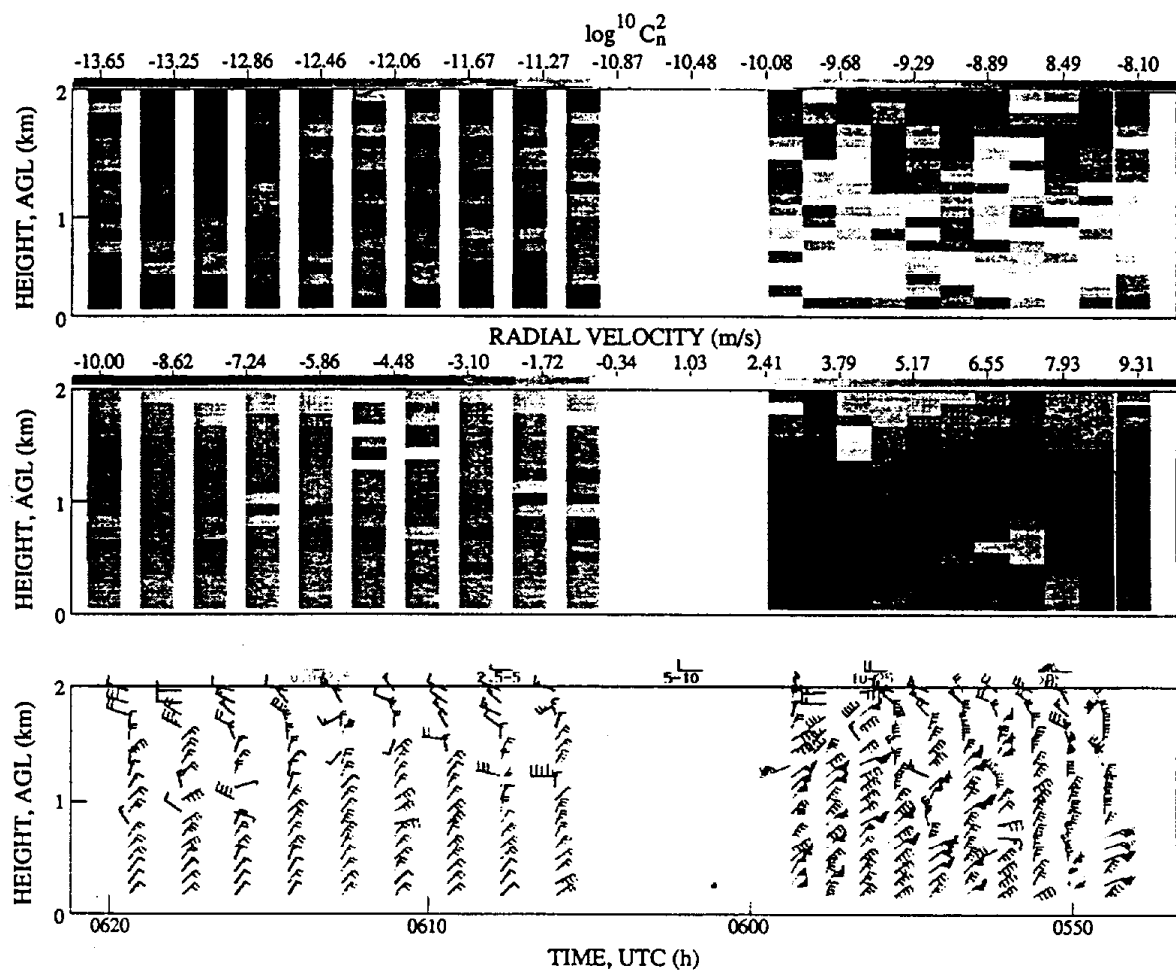 log¹⁰ Cₙ²
-13.65 -13.25 -12.86 -12.46 -12.06 -11.67 -11.27 -10.87 -10.48 -10.08 -9.68 -9.29 -8.89 8.49 -8.10
HEIGHT, AGL (km)
2
1
0
RADIAL VELOCITY (m/s)
-10.00 -8.62 -7.24 -5.86 -4.48 -3.10 -1.72 -0.34 1.03 2.41 3.79 5.17 6.55 7.93 9.31
HEIGHT, AGL (km)
2
1
0
2.5-5 5-10
HEIGHT, AGL (km)
2
1
0
0620 0610 0600 0550
TIME, UTC (h)